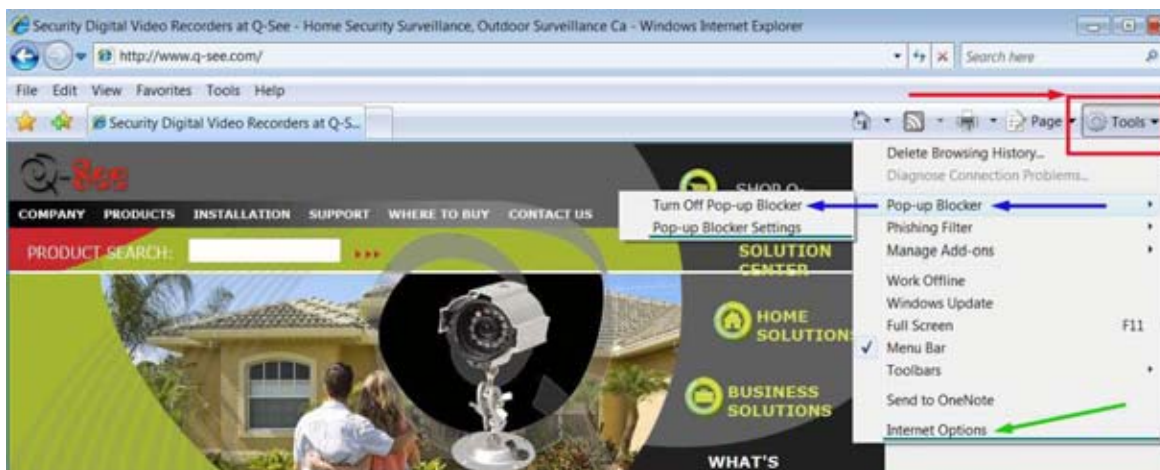 Security Digital Video Recorders at Q-See - Home Security Surveillance, Outdoor Surveillance Ca - Windows Internet Explorer
http://www.q-see.com/
Search here
File Edit View Favorites Tools Help
Security Digital Video Recorders at Q-S...
Page
Tools
Delete Browsing History...
Diagnose Connection Problems...
Q-See
SHOP Q-
COMPANY PRODUCTS INSTALLATION SUPPORT WHERE TO BUY CONTACT US
Turn Off Pop-up Blocker
Pop-up Blocker
Pop-up Blocker Settings
Phishing Filter
PRODUCT SEARCH:
SOLUTION
CENTER
Manage Add-ons
Work Offline
Windows Update
HOME
SOLUTIONS
Full Screen F11
Menu Bar
Toolbars
BUSINESS
SOLUTIONS
Send to OneNote
Internet Options
WHAT'S